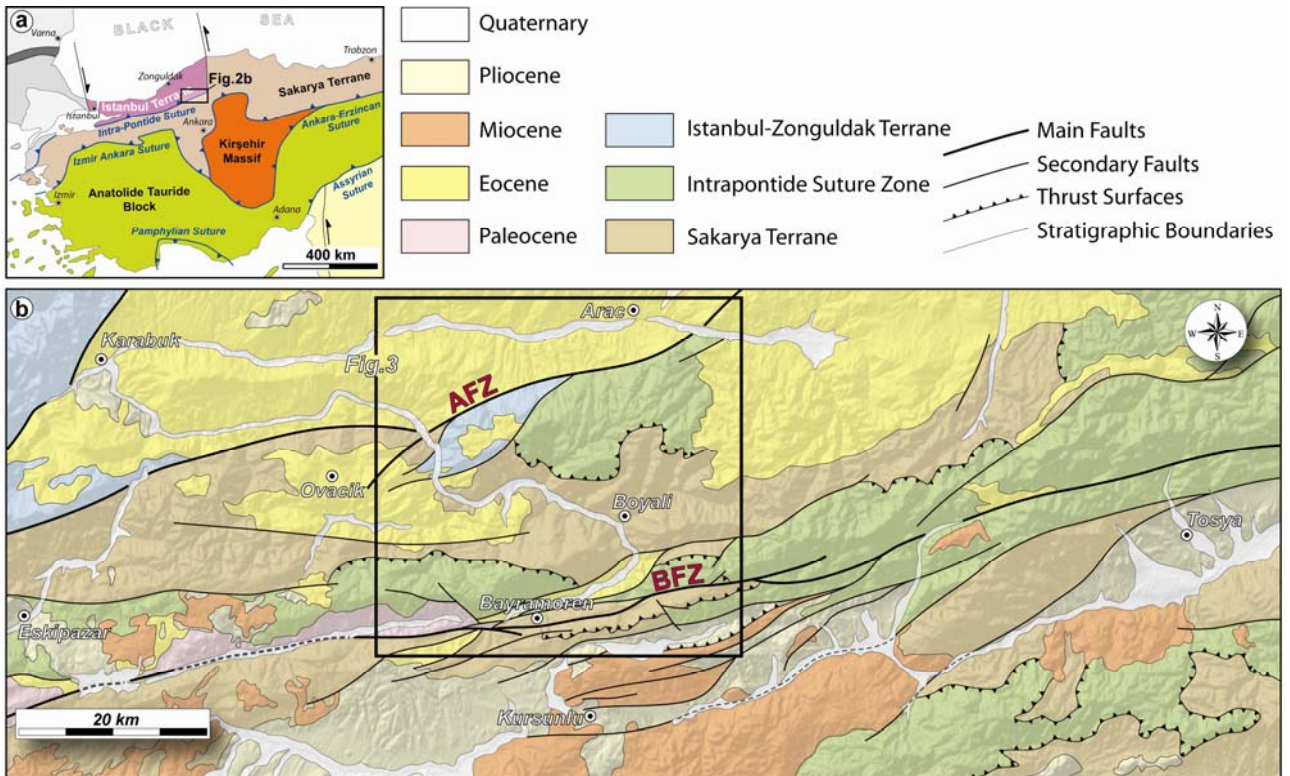 a
BLACK SEA
Varna
Trabzon
Zonguldak
Fig.2b
Istanbul Terrane
Sakarya Terrane
Istanbul
Intra-Pontide Suture
Ankara
Ankara-Erzincan
Suture
Izmir Ankara Suture
Kırşehir
Massif
Izmir
Anatolide Tauride
Block
Assyrian
Suture
Adana
Pamphylian Suture
400 km
Quaternary
Pliocene
Miocene
Eocene
Paleocene
Istanbul-Zonguldak Terrane
Intrapontide Suture Zone
Sakarya Terrane
Main Faults
Secondary Faults
Thrust Surfaces
Stratigraphic Boundaries
b
N
W E
S
Arac
Karabuk
Fig.3
AFZ
Ovacik
Boyali
Tosya
BFZ
Bayramoren
Eskipazar
Kursunlu
20 km